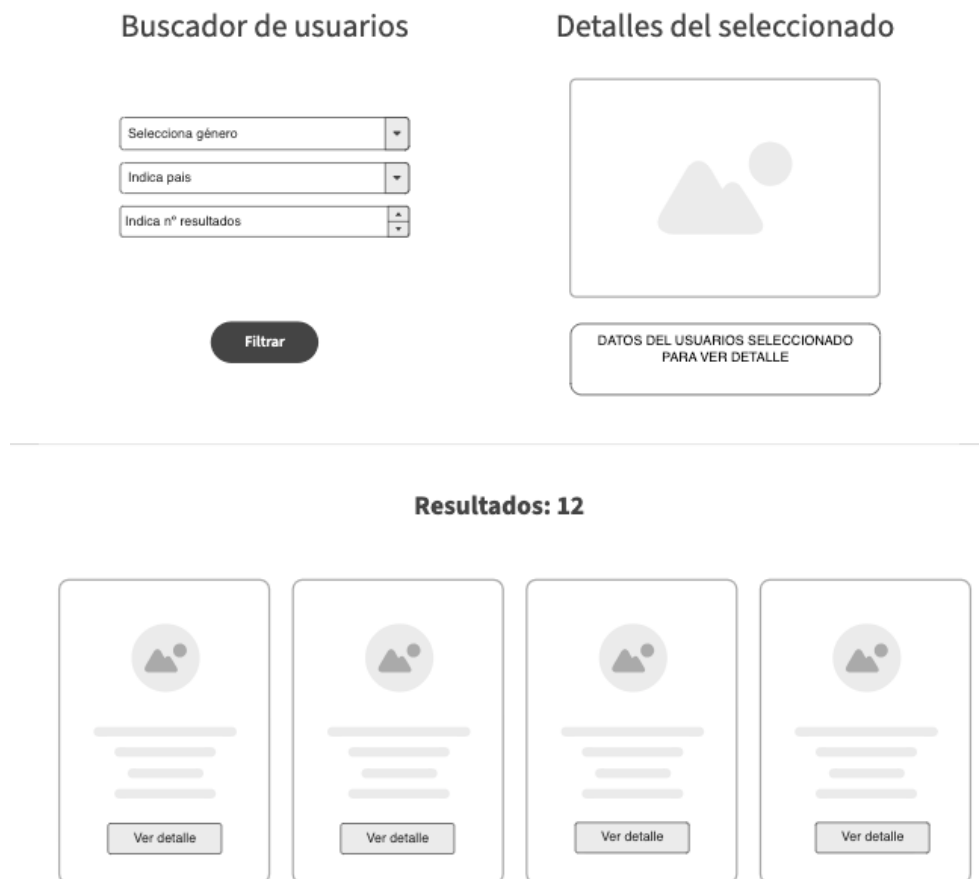 Buscador de usuarios
Selecciona género
Indica pais
Indica nº resultados
Filtrar
Detalles del seleccionado
DATOS DEL USUARIOS SELECCIONADO
PARA VER DETALLE
Resultados: 12
Ver detalle
Ver detalle
Ver detalle
Ver detalle